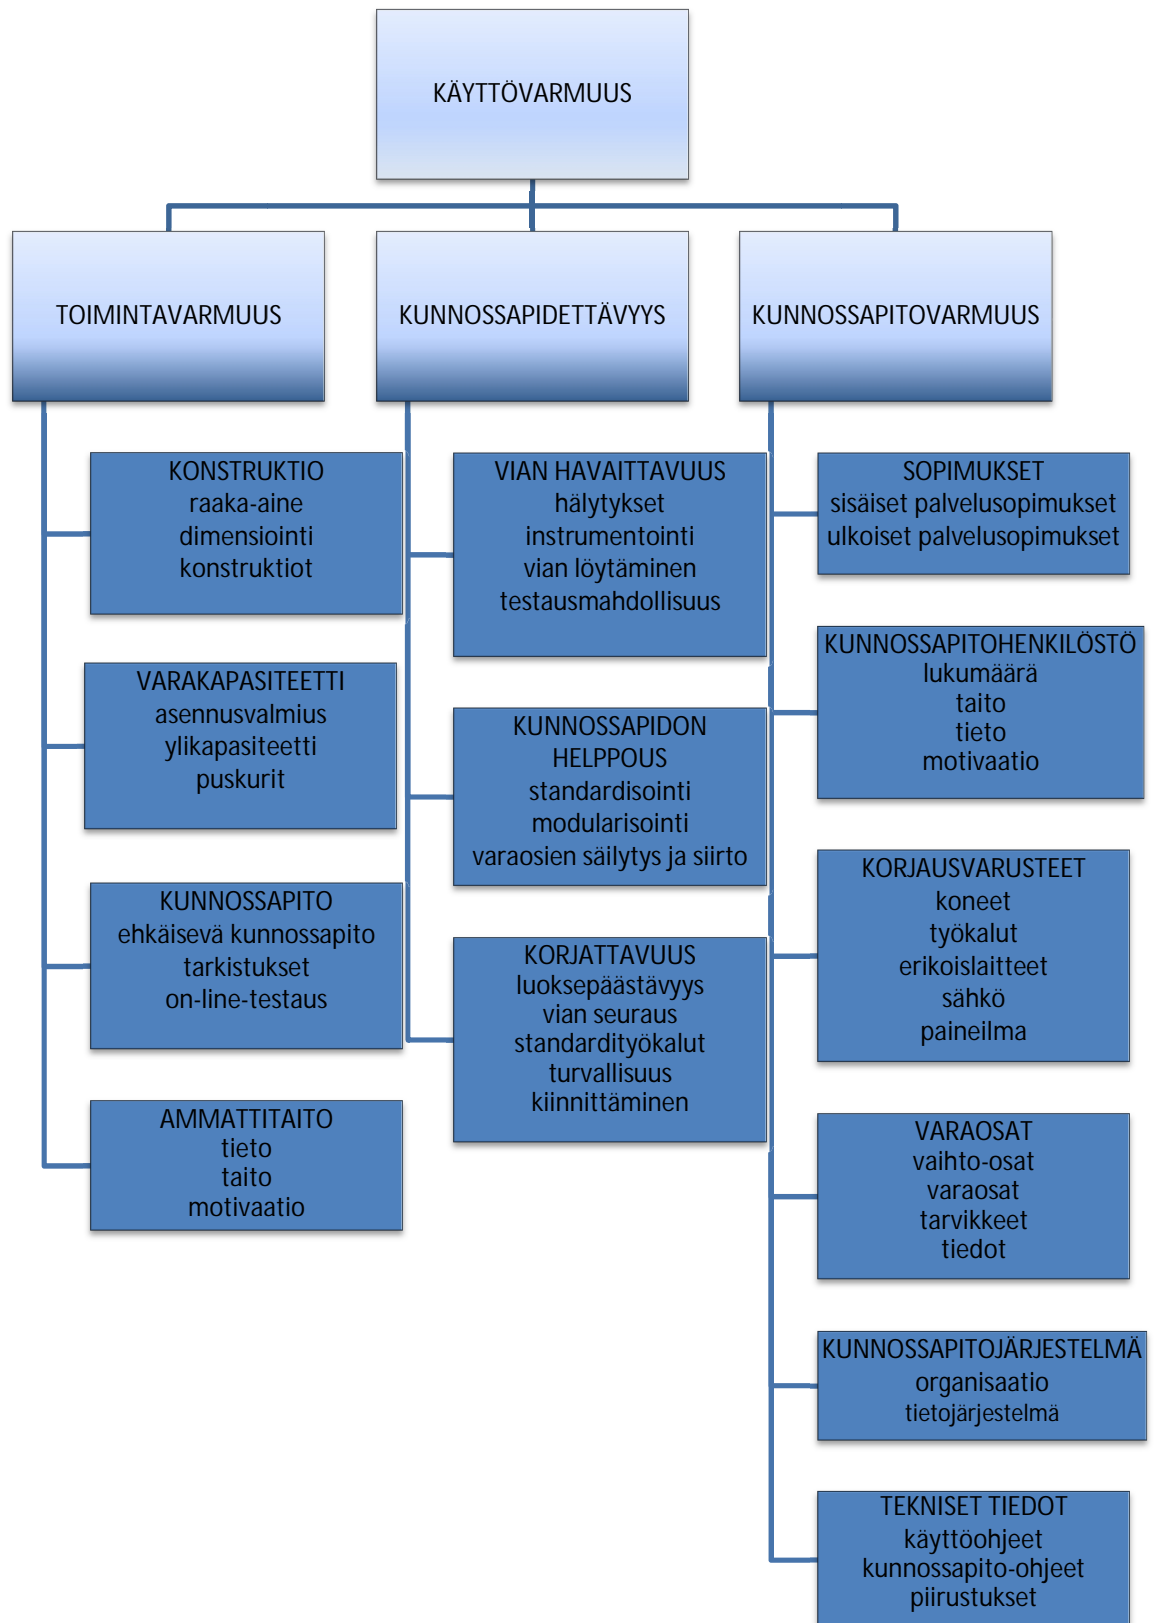 KÄYTTÖVARMUUS
TOIMINTAVARMUUS
KUNNOSSAPIDETTÄVYYS
KUNNOSSAPITOVARMUUS
KONSTRUKTIO
raaka-aine
dimensiointi
konstruktiot
VARAKAPASITEETTI
asennusvalmius
ylikapasiteetti
puskurit
KUNNOSSAPITO
ehkäisevä kunnossapito
tarkistukset
on-line-testaus
AMMATTITAITO
tieto
taito
motivaatio
VIAN HAVAITTAVUUS
hälytykset
instrumentointi
vian löytäminen
testausmahdollisuus
KUNNOSSAPIDON
HELPPOUS
standardisointi
modularisointi
varaosien säilytys ja siirto
KORJATTAVUUS
luoksepäästävyys
vian seuraus
standardityökalut
turvallisuus
kiinnittäminen
SOPIMUKSET
sisäiset palvelusopimukset
ulkoiset palvelusopimukset
KUNNOSSAPITOHENKILÖSTÖ
lukumäärä
taito
tieto
motivaatio
KORJAUSVARUSTEET
koneet
työkalut
erikoislaitteet
sähkö
paineilma
VARAOSAT
vaihto-osat
varaosat
tarvikkeet
tiedot
KUNNOSSAPITOJÄRJESTELMÄ
organisaatio
tietojärjestelmä
TEKNISET TIEDOT
käyttöohjeet
kunnossapito-ohjeet
piirustukset